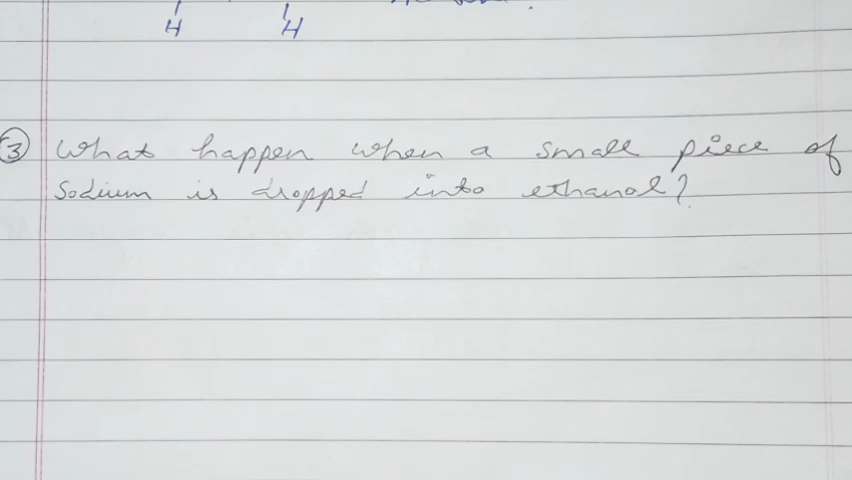 H H
3 What happen when a small piece of
Sodium is dropped into ethanol?